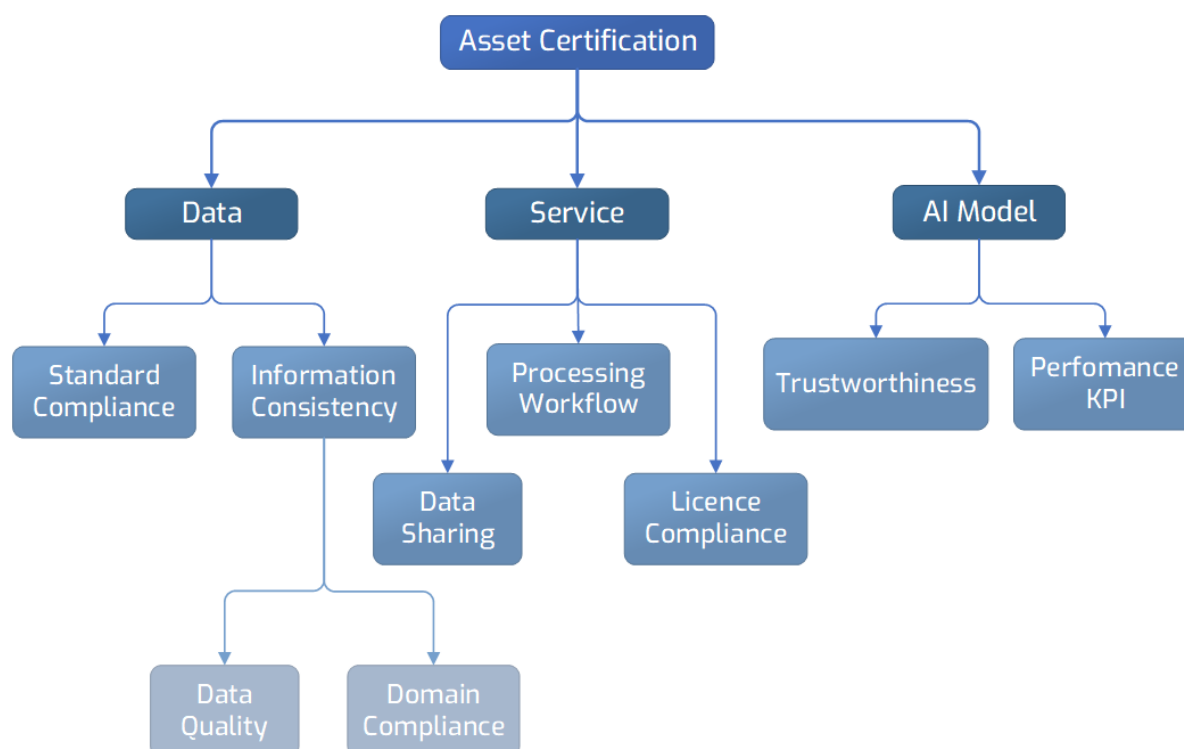 Asset Certification
Data
Service
AI Model
Standard
Compliance
Information
Consistency
Processing
Workflow
Trustworthiness
Perfomance
KPI
Data
Sharing
Licence
Compliance
Data
Quality
Domain
Compliance